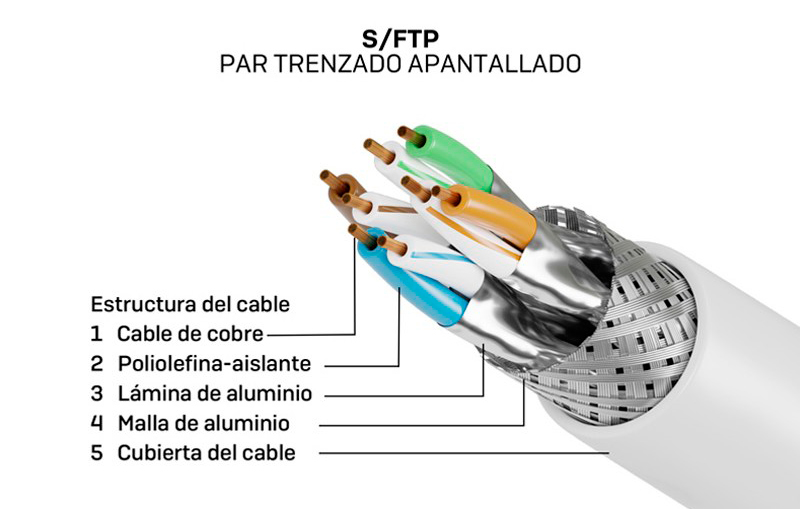 S/FTP
PAR TRENZADO APANTALLADO
Estructura del cable
1 Cable de cobre
2 Poliolefina-aislante
3 Lámina de aluminio
4 Malla de aluminio
5 Cubierta del cable